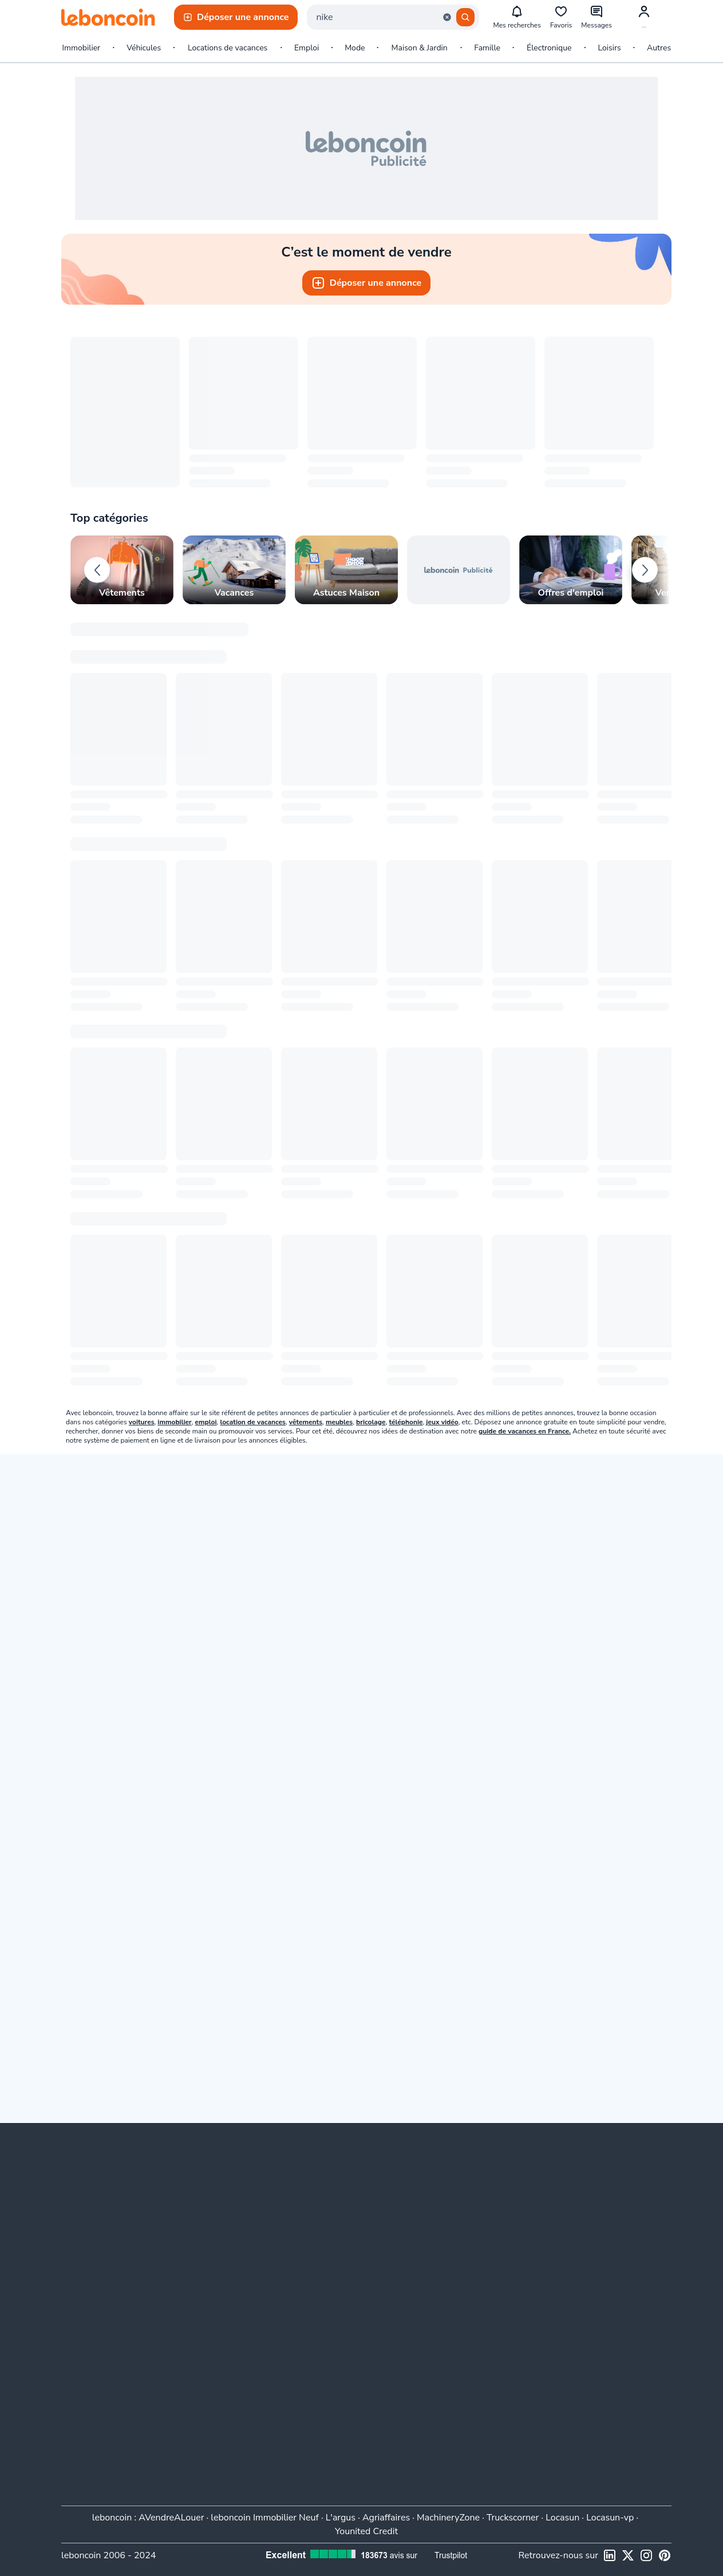 leboncoin
Déposer une annonce
nike
Mes recherches
Favoris
Messages
...
Immobilier · Véhicules · Locations de vacances · Emploi · Mode · Maison & Jardin · Famille · Électronique · Loisirs · Autres
leboncoin
Publicité
C'est le moment de vendre
Déposer une annonce
Top catégories
Vêtements
Vacances
Astuces Maison
leboncoin Publicité
Offres d'emploi
Avec leboncoin, trouvez la bonne affaire sur le site référent de petites annonces de particulier à particulier et de professionnels. Avec des millions de petites annonces, trouvez la bonne occasion
dans nos catégories voitures, immobilier, emploi, location de vacances, vêtements, meubles, bricolage, téléphonie, jeux vidéo, etc. Déposez une annonce gratuite en toute simplicité pour vendre,
rechercher, donner vos biens de seconde main ou promouvoir vos services. Pour cet été, découvrez nos idées de destination avec notre guide de vacances en France. Achetez en toute sécurité avec
notre système de paiement en ligne et de livraison pour les annonces éligibles.
leboncoin : AVendreALouer · leboncoin Immobilier Neuf · L'argus · Agriaffaires · MachineryZone · Truckscorner · Locasun · Locasun-vp ·
Younited Credit
leboncoin 2006 - 2024
Excellent
183673 avis sur
Trustpilot
Retrouvez-nous sur